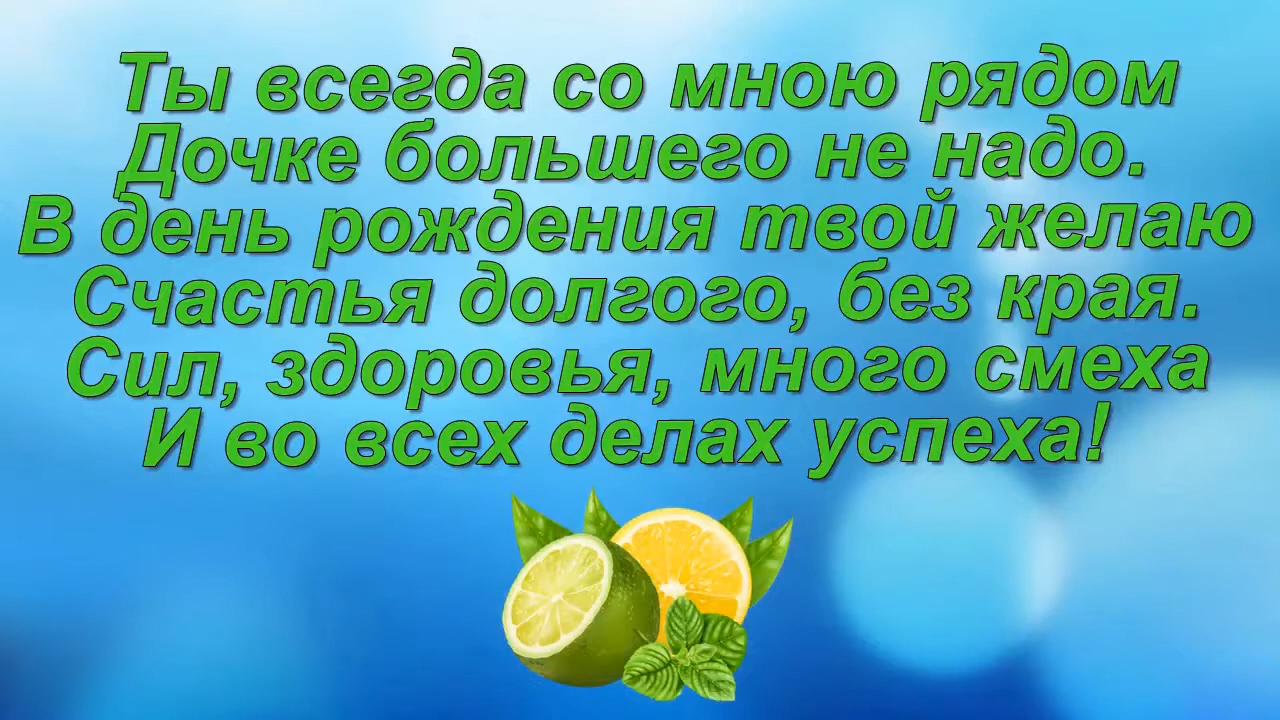 Ты всегда со мною рядом
Дочке большего не надо.
В день рождения твой желаю
Счастья долгого, без края.
Сил, здоровья, много смеха
И во всех делах успеха!